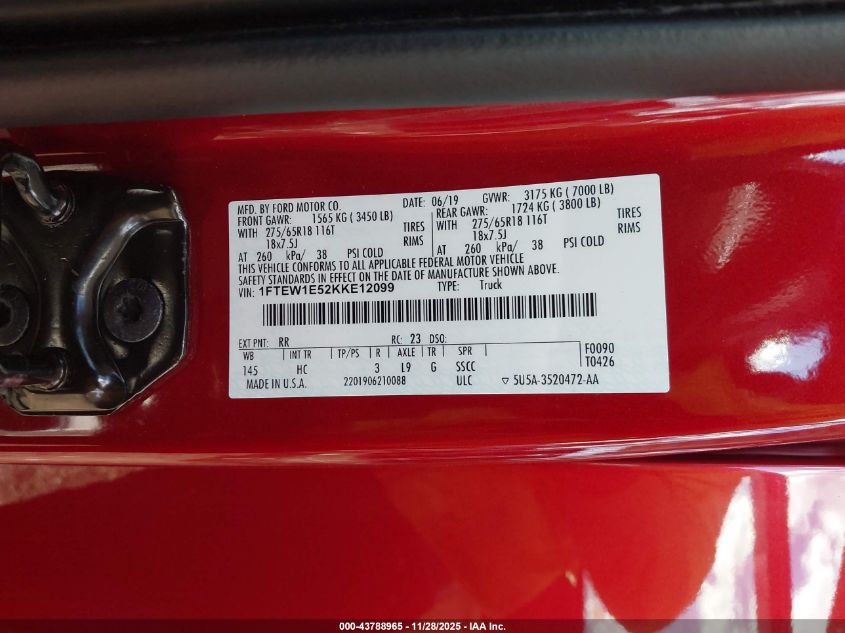 MFD. BY FORD MOTOR CO. DATE: 06/19 GVWR: 3175 KG ( 7000 LB)
FRONT GAWR: 1565 KG ( 3450 LB) REAR GAWR: 1724 KG ( 3800 LB)
WITH 275/65R18 116T TIRES WITH 275/65R18 116T TIRES
18x7.5J RIMS 18x7.5J RIMS
AT 260 kPa/ 38 PSI COLD AT 260 kPa/ 38 PSI COLD
THIS VEHICLE CONFORMS TO ALL APPLICABLE FEDERAL MOTOR VEHICLE
SAFETY STANDARDS IN EFFECT ON THE DATE OF MANUFACTURE SHOWN ABOVE.
VIN: 1FTEW1E52KKE12099 TYPE: Truck
EXT PNT: RR RC: 23 DSO: F0090
WB INT TR TP/PS R AXLE TR SPR T0426
145 HC 3 L9 G SSCC
MADE IN U.S.A. 2201906210088 ULC ▽ 5U5A-3520472-AA
000-43788965 - 11/28/2025 - IAA Inc.